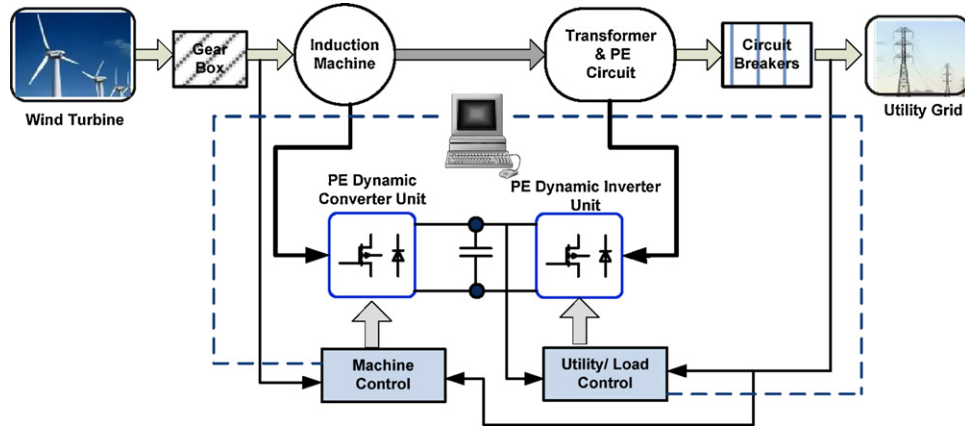 Wind Turbine
Gear
Box
Induction
Machine
Transformer
& PE
Circuit
Circuit
Breakers
Utility Grid
PE Dynamic
Converter Unit
PE Dynamic Inverter
Unit
Machine
Control
Utility/ Load
Control